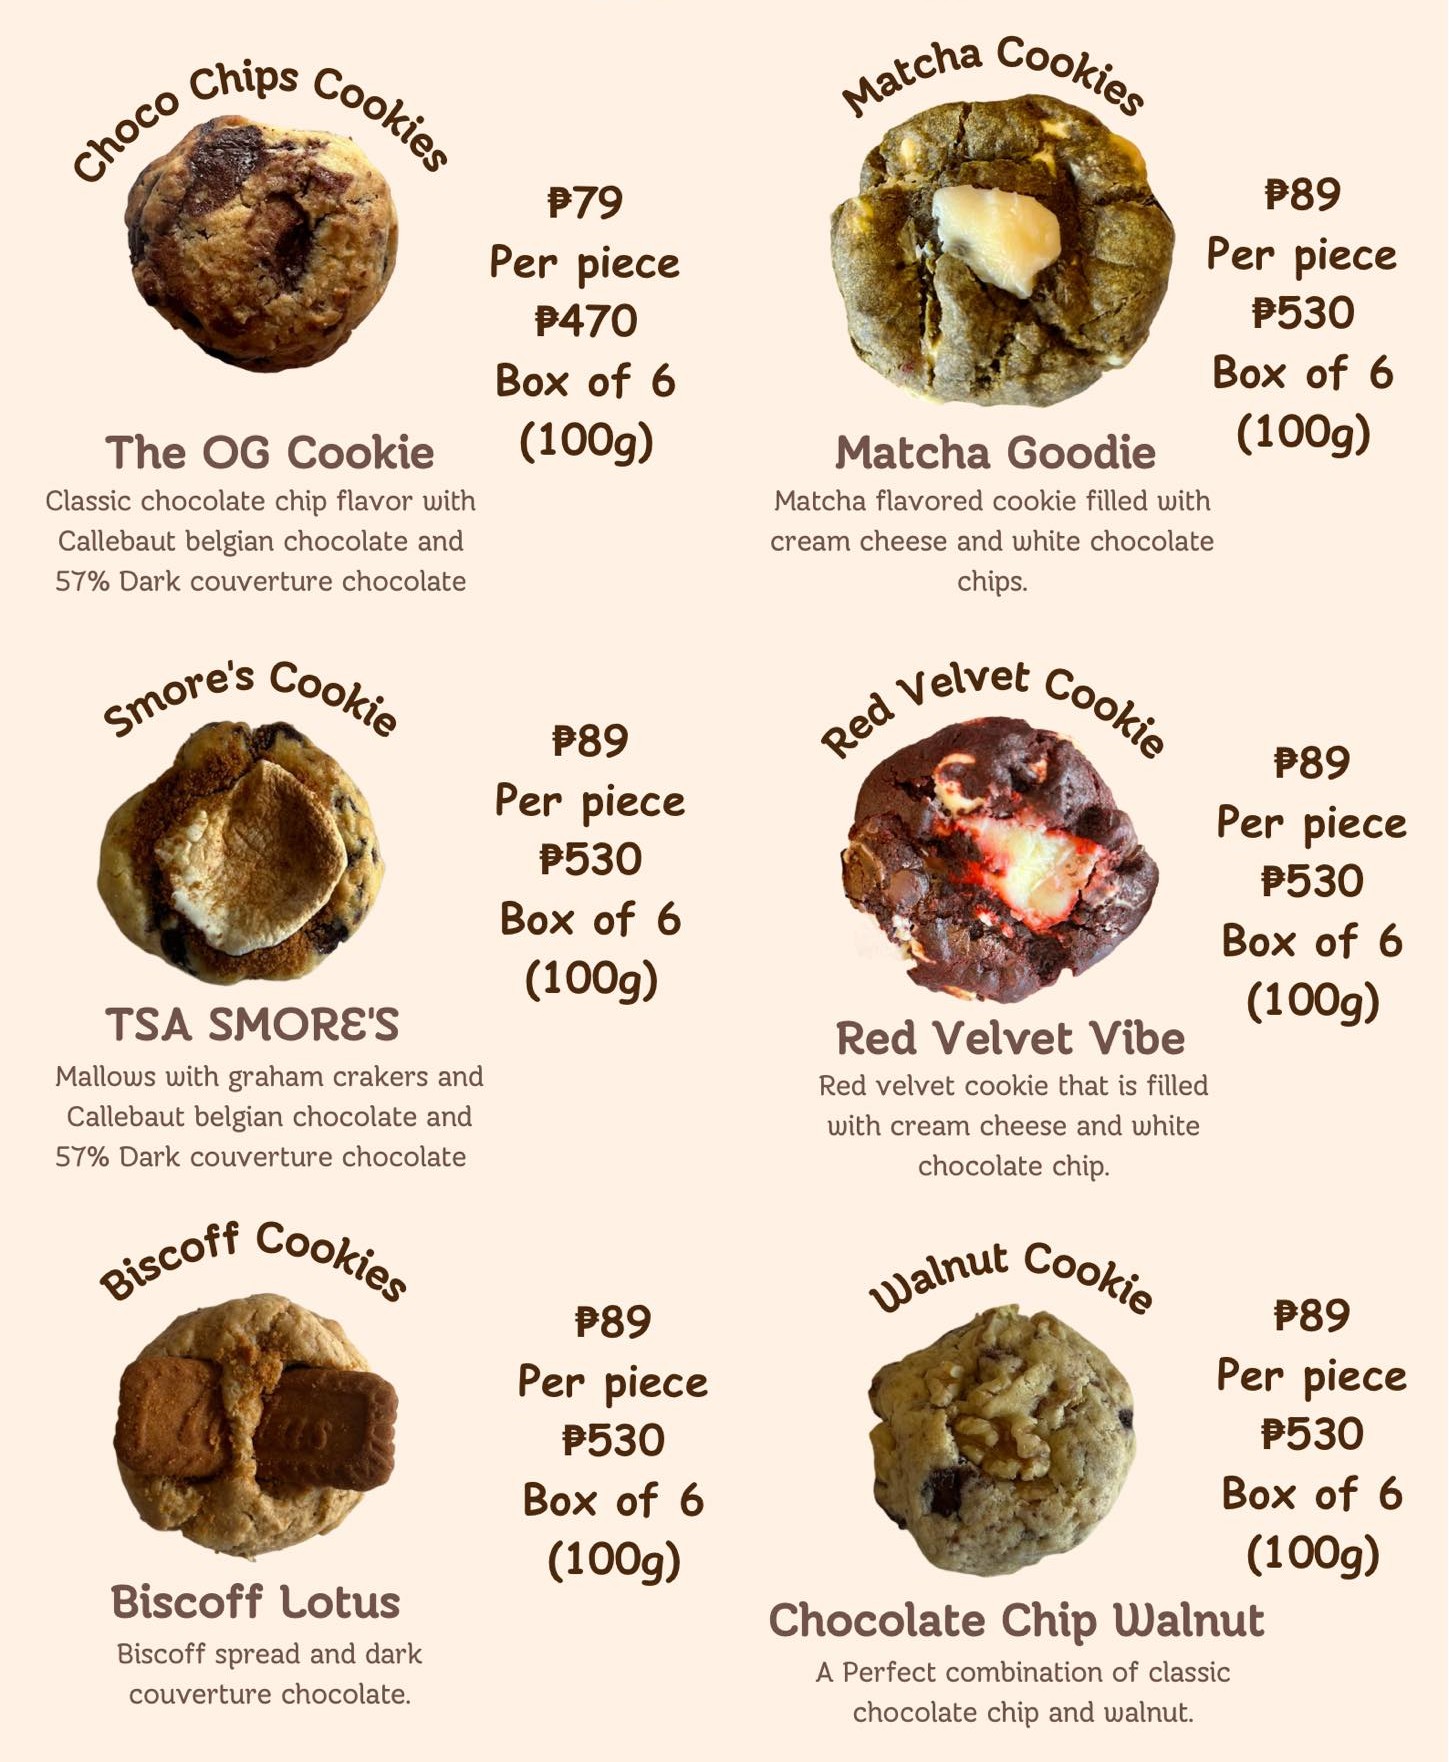 Choco Chips Cookies
₱79
Per piece
₱470
Box of 6
(100g)
The OG Cookie
Classic chocolate chip flavor with
Callebaut belgian chocolate and
57% Dark couverture chocolate
Matcha Cookies
₱89
Per piece
₱530
Box of 6
(100g)
Matcha Goodie
Matcha flavored cookie filled with
cream cheese and white chocolate
chips.
Smore's Cookie
₱89
Per piece
₱530
Box of 6
(100g)
TSA SMORE'S
Mallows with graham crakers and
Callebaut belgian chocolate and
57% Dark couverture chocolate
Red Velvet Cookie
₱89
Per piece
₱530
Box of 6
(100g)
Red Velvet Vibe
Red velvet cookie that is filled
with cream cheese and white
chocolate chip.
Biscoff Cookies
₱89
Per piece
₱530
Box of 6
(100g)
Biscoff Lotus
Biscoff spread and dark
couverture chocolate.
Walnut Cookie
₱89
Per piece
₱530
Box of 6
(100g)
Chocolate Chip Walnut
A Perfect combination of classic
chocolate chip and walnut.